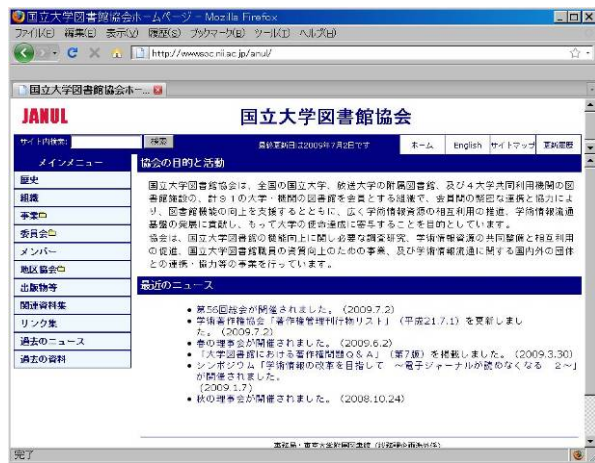 国立大学図書館協会ホームページ - Mozilla Firefox
ファイル(E) 編集(E) 表示(V) 履歴(S) ブックマーク(B) ツール(T) ヘルプ(H)
http://wwwsoc.nii.ac.jp/anul/
国立大学図書館協会ホー...
JANUL
国立大学図書館協会
サイト内検索:
検索
最終更新日は2009年7月2日です
ホーム
English
サイトマップ
更新履歴
メインメニュー
歴史
組織
事業
委員会
メンバー
地区協会
出版物等
関連資料集
リンク集
過去のニュース
過去の資料
協会の目的と活動
国立大学図書館協会は、全国の国立大学、放送大学の附属図書館、及び4大学共同利用機関の図
書館施設の、計91の大学・機関の図書館を会員とする組織で、会員間の緊密な連携と協力によ
り、図書館機能の向上を支援するとともに、広く学術情報資源の相互利用の推進、学術情報流通
基盤の発展に貢献し、もって大学の使命達成に寄与することを目的としています。
協会は、国立大学図書館の機能向上に関し必要な調査研究、学術情報資源の共同整備と相互利用
の促進、国立大学図書館職員の資質向上のための事業、及び学術情報流通に関する国内外の団体
との連携・協力等の事業を行っています。
最近のニュース
第56回総会が開催されました。(2009.7.2)
学術著作権協会「著作権管理刊行物リスト」(平成21.7.1)を更新しまし
た。(2009.7.2)
春の理事会が開催されました。(2009.6.2)
「大学図書館における著作権問題Q&A」(第7版)を掲載しました。(2009.3.30)
シンポジウム「学術情報の改革を目指して ~電子ジャーナルが読めなくなる 2~」
が開催されました。
(2009.1.7)
秋の理事会が開催されました。(2008.10.24)
事務局・東京大学附属図書館
完了